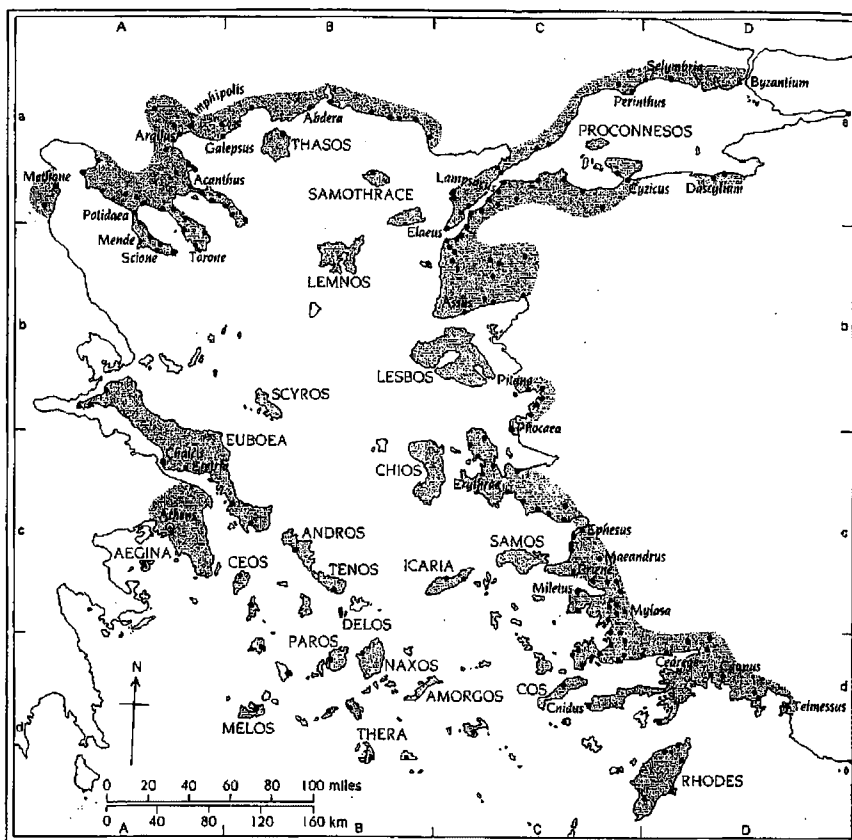 A B C D
a
Selymbria
Byzantium
Perinthus
Amphipolis
Abdera
Argilus
Galepsus
THASOS
PROCONNESOS
Methone
Acanthus
SAMOTHRACE
Lampsacus
Cyzicus
Dascylium
Potidaea
Elaeus
Mende
Scione
Torone
LEMNOS
b
Assus
b
LESBOS
Pitana
SCYROS
EUBOEA
Phocaea
Chalcis
Eretria
CHIOS
Erythrae
c
Athens
ANDROS
SAMOS
Ephesus
c
AEGINA
CEOS
TENOS
ICARIA
Maeandrus
Priene
Miletus
DELOS
Mylasa
PAROS
NAXOS
N
AMORGOS
COS
Cedreae
Caunus
d
Cnidus
d
MELOS
THERA
Telmessus
RHODES
0 20 40 60 80 100 miles
0 40 80 120 160 km
A B C D